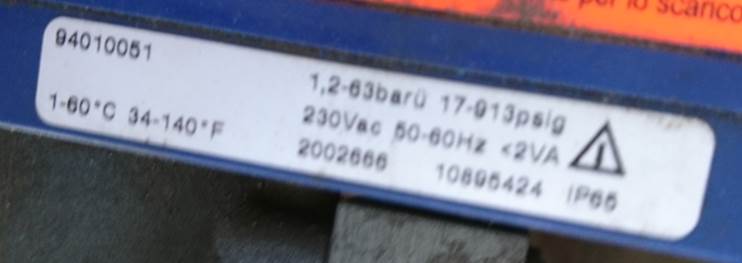 per lo scarico
94010051
1,2-63barü 17-913psig
1-60°C 34-140°F
230Vac 50-60Hz <2VA
2002666 10895424 IP65